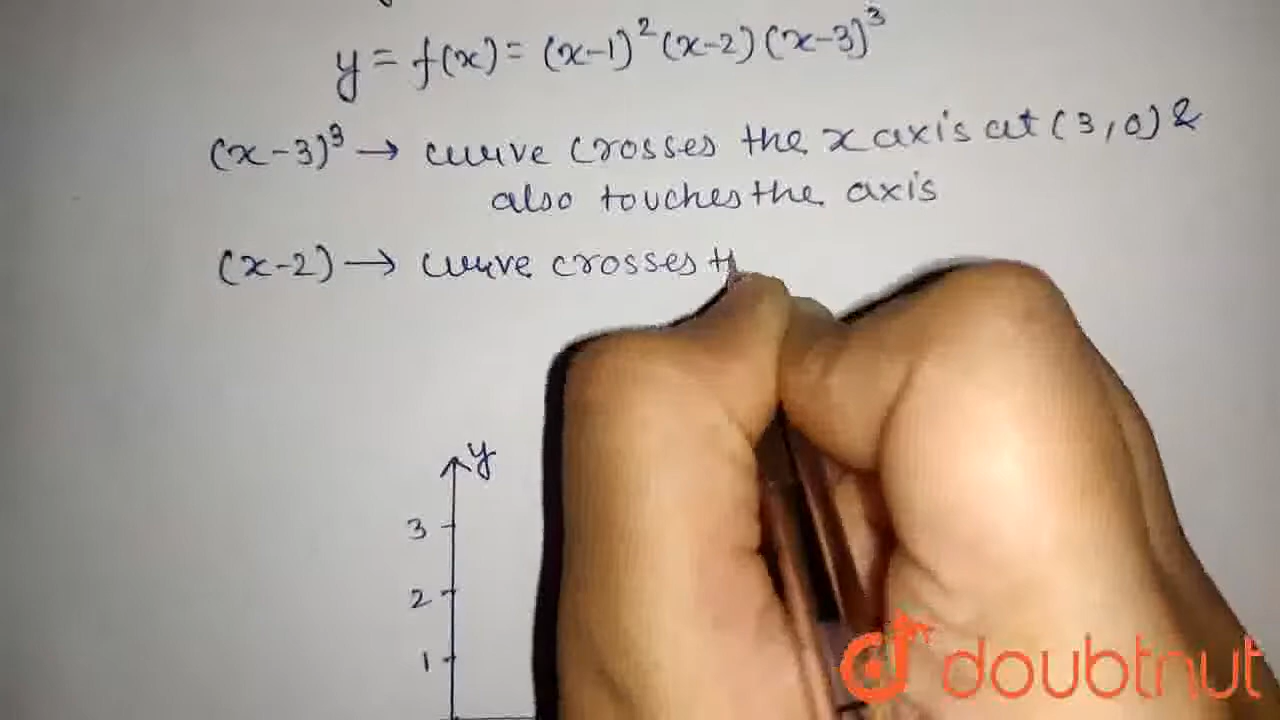 y = f(x) = (x-1)² (x-2) (x-3)³
(x-3)³ → curve crosses the x axis at (3,0) &
also touches the axis
(x-2) → curve crosses th
y
3
2
1
doubtnut